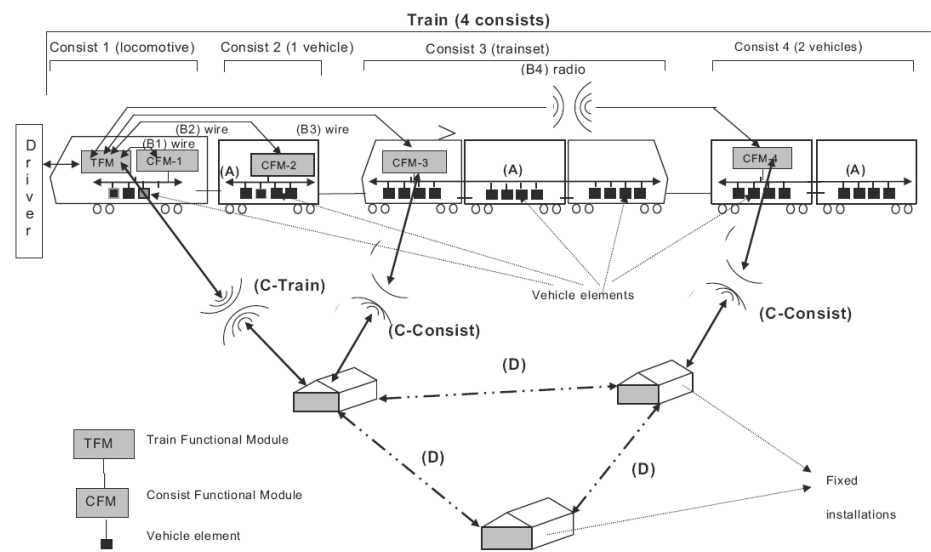 Train (4 consists)
Consist 1 (locomotive)
Consist 2 (1 vehicle)
Consist 3 (trainset)
Consist 4 (2 vehicles)
(B4) radio
Driver
(B2) wire
(B3) wire
(B1) wire
TFM
CFM-1
(A)
CFM-2
CFM-3
(A)
CFM-4
(A)
(C-Train)
Vehicle elements
(C-Consist)
(C-Consist)
(D)
(D)
(D)
TFM
Train Functional Module
CFM
Consist Functional Module
Vehicle element
Fixed
installations